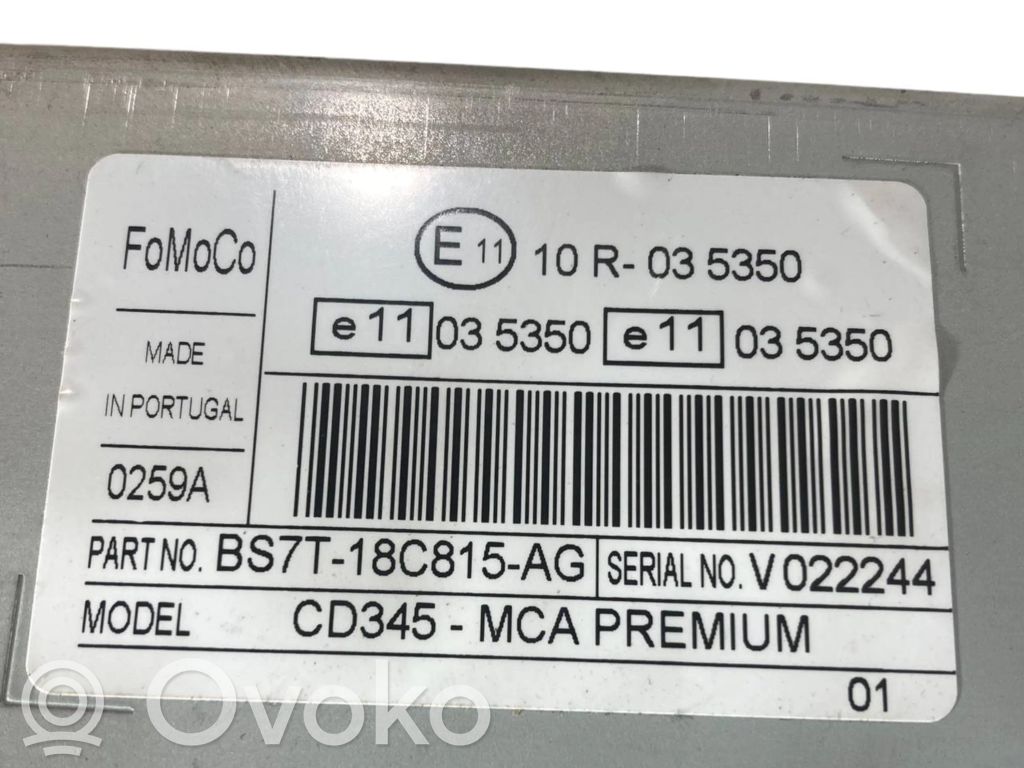 FoMoCo
MADE
IN PORTUGAL
0259A
E 11 10 R- 03 5350
e 11 03 5350 e 11 03 5350
PART NO. BS7T-18C815-AG SERIAL NO. V 022244
MODEL CD345 - MCA PREMIUM
01
Ovoko